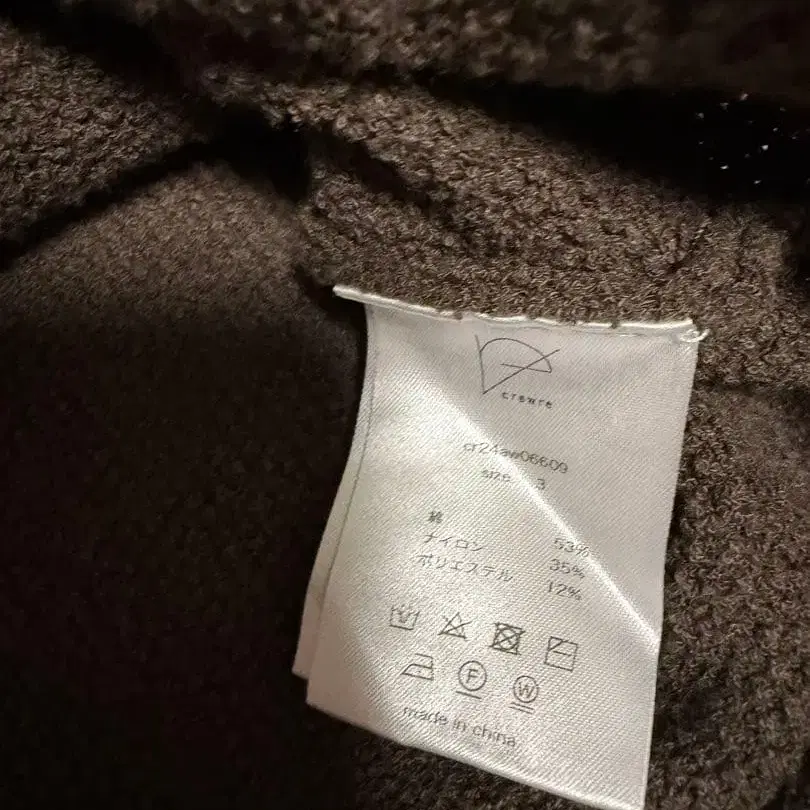 crewre
cr24aw06609
size 3
綿 53%
ナイロン 35%
ポリエステル 12%
F W
made in china